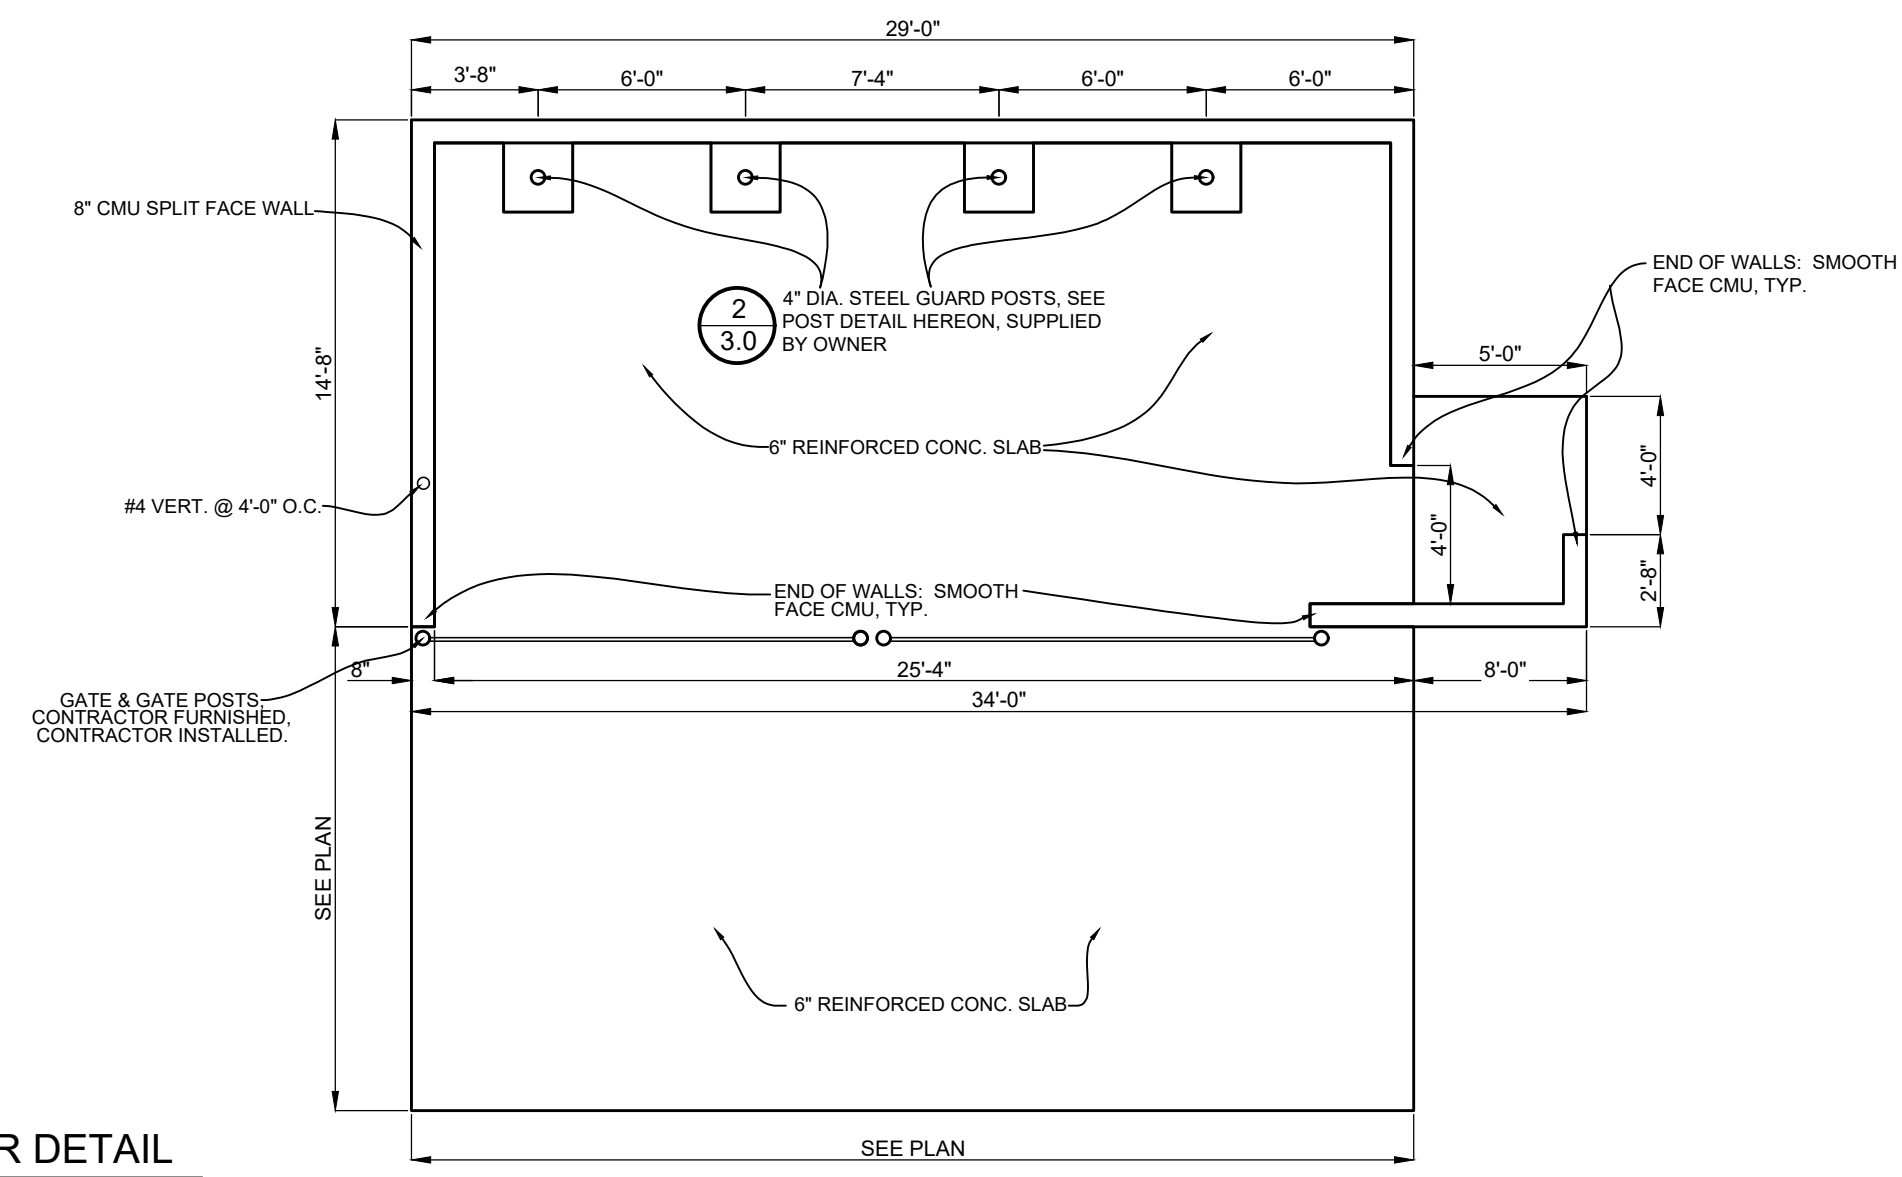 29'-0"
3'-8"
6'-0"
7'-4"
6'-0"
6'-0"
8" CMU SPLIT FACE WALL
END OF WALLS: SMOOTH
FACE CMU, TYP.
2
3.0
4" DIA. STEEL GUARD POSTS, SEE
POST DETAIL HEREON, SUPPLIED
BY OWNER
14'-8"
5'-0"
6" REINFORCED CONC. SLAB
4'-0"
4'-0"
#4 VERT. @ 4'-0" O.C.
2'-8"
END OF WALLS: SMOOTH
FACE CMU, TYP.
8"
25'-4"
8'-0"
34'-0"
GATE & GATE POSTS,
CONTRACTOR FURNISHED,
CONTRACTOR INSTALLED.
SEE PLAN
6" REINFORCED CONC. SLAB
SEE PLAN
R DETAIL